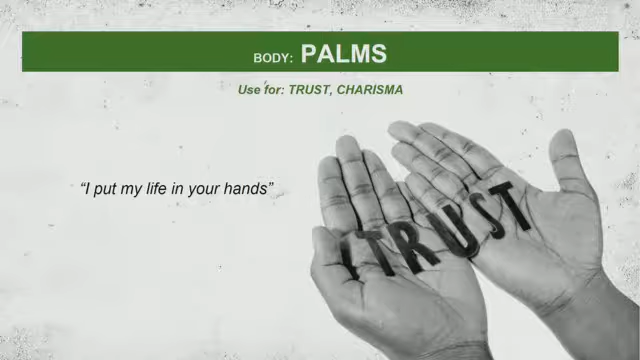 BODY: PALMS
Use for: TRUST, CHARISMA
“I put my life in your hands”
TRUST